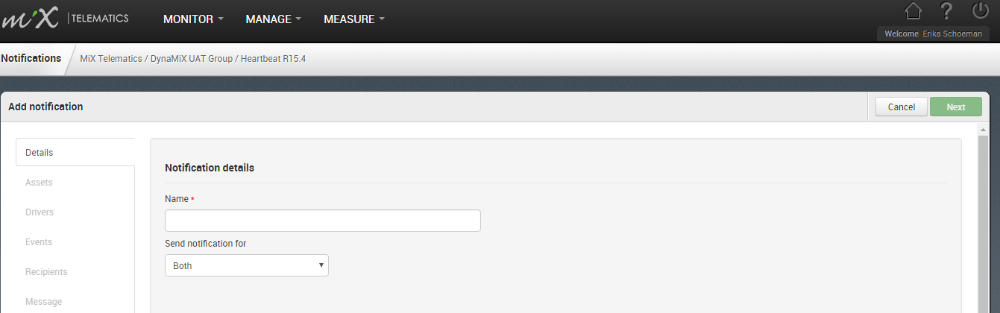 miX TELEMATICS MONITOR MANAGE MEASURE ?
Welcome Erika Schoeman
Notifications MiX Telematics / DynaMiX UAT Group / Heartbeat R15.4
Add notification Cancel Next
Details
Notification details
Assets
Name *
Drivers
Events
Send notification for
Both
Recipients
Message